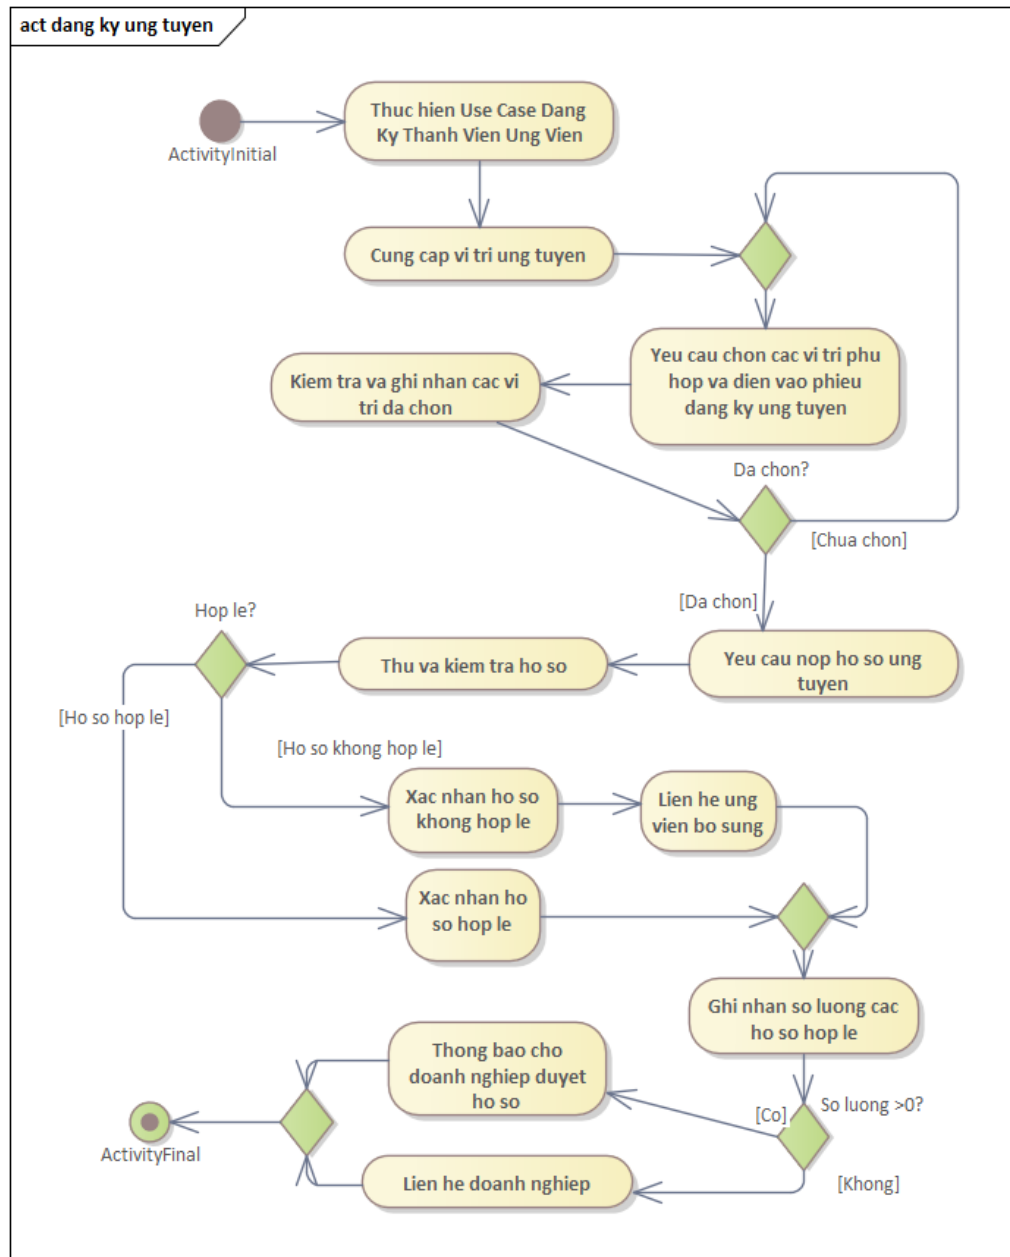 act dang ky ung tuyen
Thuc hien Use Case Dang
Ky Thanh Vien Ung Vien
ActivityInitial
Cung cap vi tri ung tuyen
Yeu cau chon cac vi tri phu
hop va dien vao phieu
dang ky ung tuyen
Kiem tra va ghi nhan cac vi
tri da chon
Da chon?
[Chua chon]
[Da chon]
Yeu cau nop ho so ung
tuyen
Thu va kiem tra ho so
Hop le?
[Ho so hop le]
[Ho so khong hop le]
Xac nhan ho so
khong hop le
Lien he ung
vien bo sung
Xac nhan ho
so hop le
Ghi nhan so luong cac
ho so hop le
So luong >0?
[Co]
[Khong]
Thong bao cho
doanh nghiep duyet
ho so
Lien he doanh nghiep
ActivityFinal